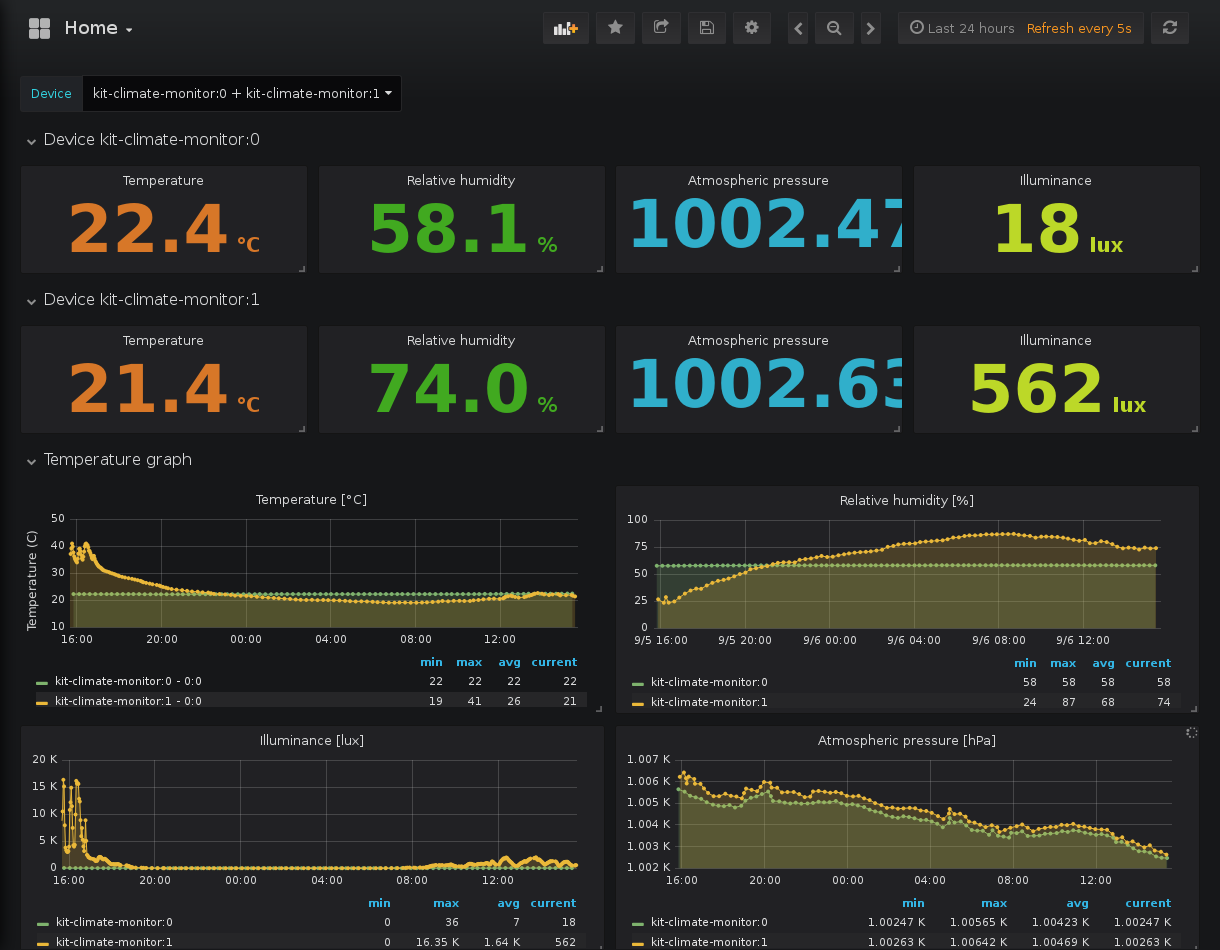 Home
Last 24 hours Refresh every 5s
Device kit-climate-monitor:0 + kit-climate-monitor:1
Device kit-climate-monitor:0
Temperature Relative humidity Atmospheric pressure Illuminance
22.4 °C 58.1 % 1002.47 18 lux
Device kit-climate-monitor:1
Temperature Relative humidity Atmospheric pressure Illuminance
21.4 °C 74.0 % 1002.63 562 lux
Temperature graph
Temperature [°C]
Temperature (C)
50
40
30
20
10
16:00 20:00 00:00 04:00 08:00 12:00
min max avg current
kit-climate-monitor:0 - 0:0 22 22 22 22
kit-climate-monitor:1 - 0:0 19 41 26 21
Relative humidity [%]
100
75
50
25
0
9/5 16:00 9/5 20:00 9/6 00:00 9/6 04:00 9/6 08:00 9/6 12:00
min max avg current
kit-climate-monitor:0 58 58 58 58
kit-climate-monitor:1 24 87 68 74
Illuminance [lux]
20 K
15 K
10 K
5 K
0
16:00 20:00 00:00 04:00 08:00 12:00
min max avg current
kit-climate-monitor:0 0 36 7 18
kit-climate-monitor:1 0 16.35 K 1.64 K 562
Atmospheric pressure [hPa]
1.007 K
1.006 K
1.005 K
1.004 K
1.003 K
1.002 K
16:00 20:00 00:00 04:00 08:00 12:00
min max avg current
kit-climate-monitor:0 1.00247 K 1.00565 K 1.00423 K 1.00247 K
kit-climate-monitor:1 1.00263 K 1.00642 K 1.00469 K 1.00263 K